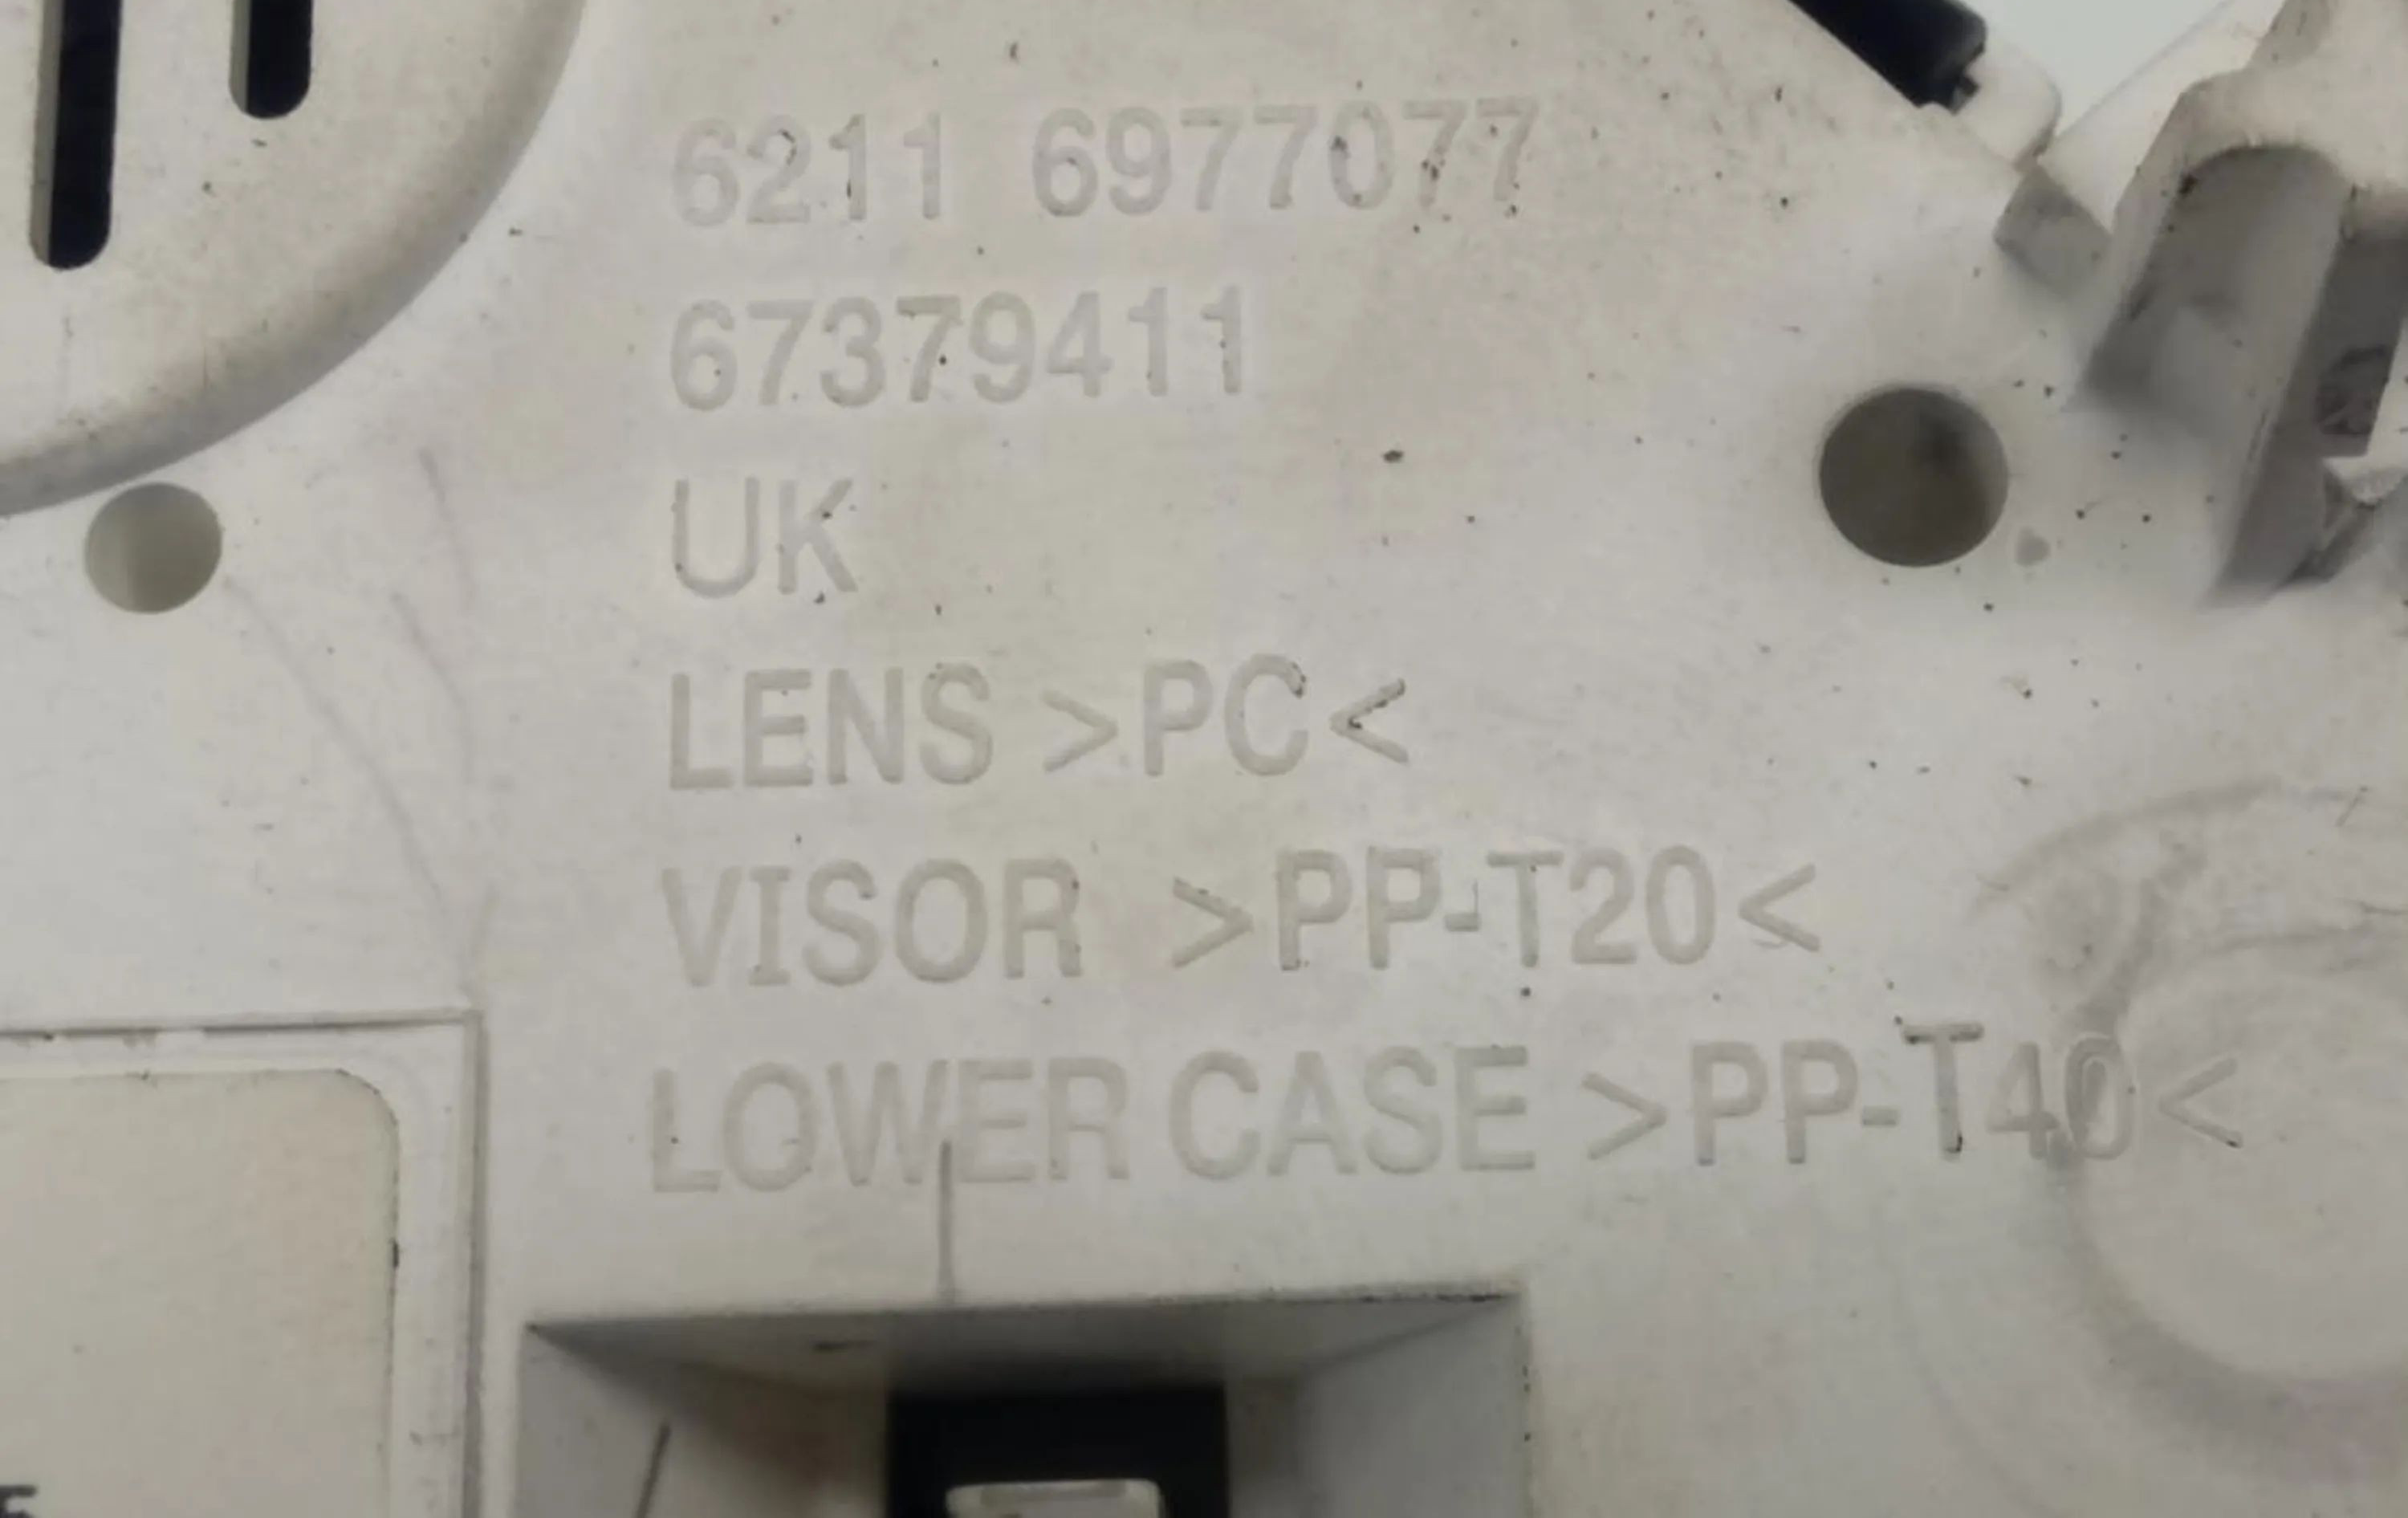 6211 6977077
67379411
UK
LENS >PC<
VISOR >PP-T20<
LOWER CASE >PP-T40<